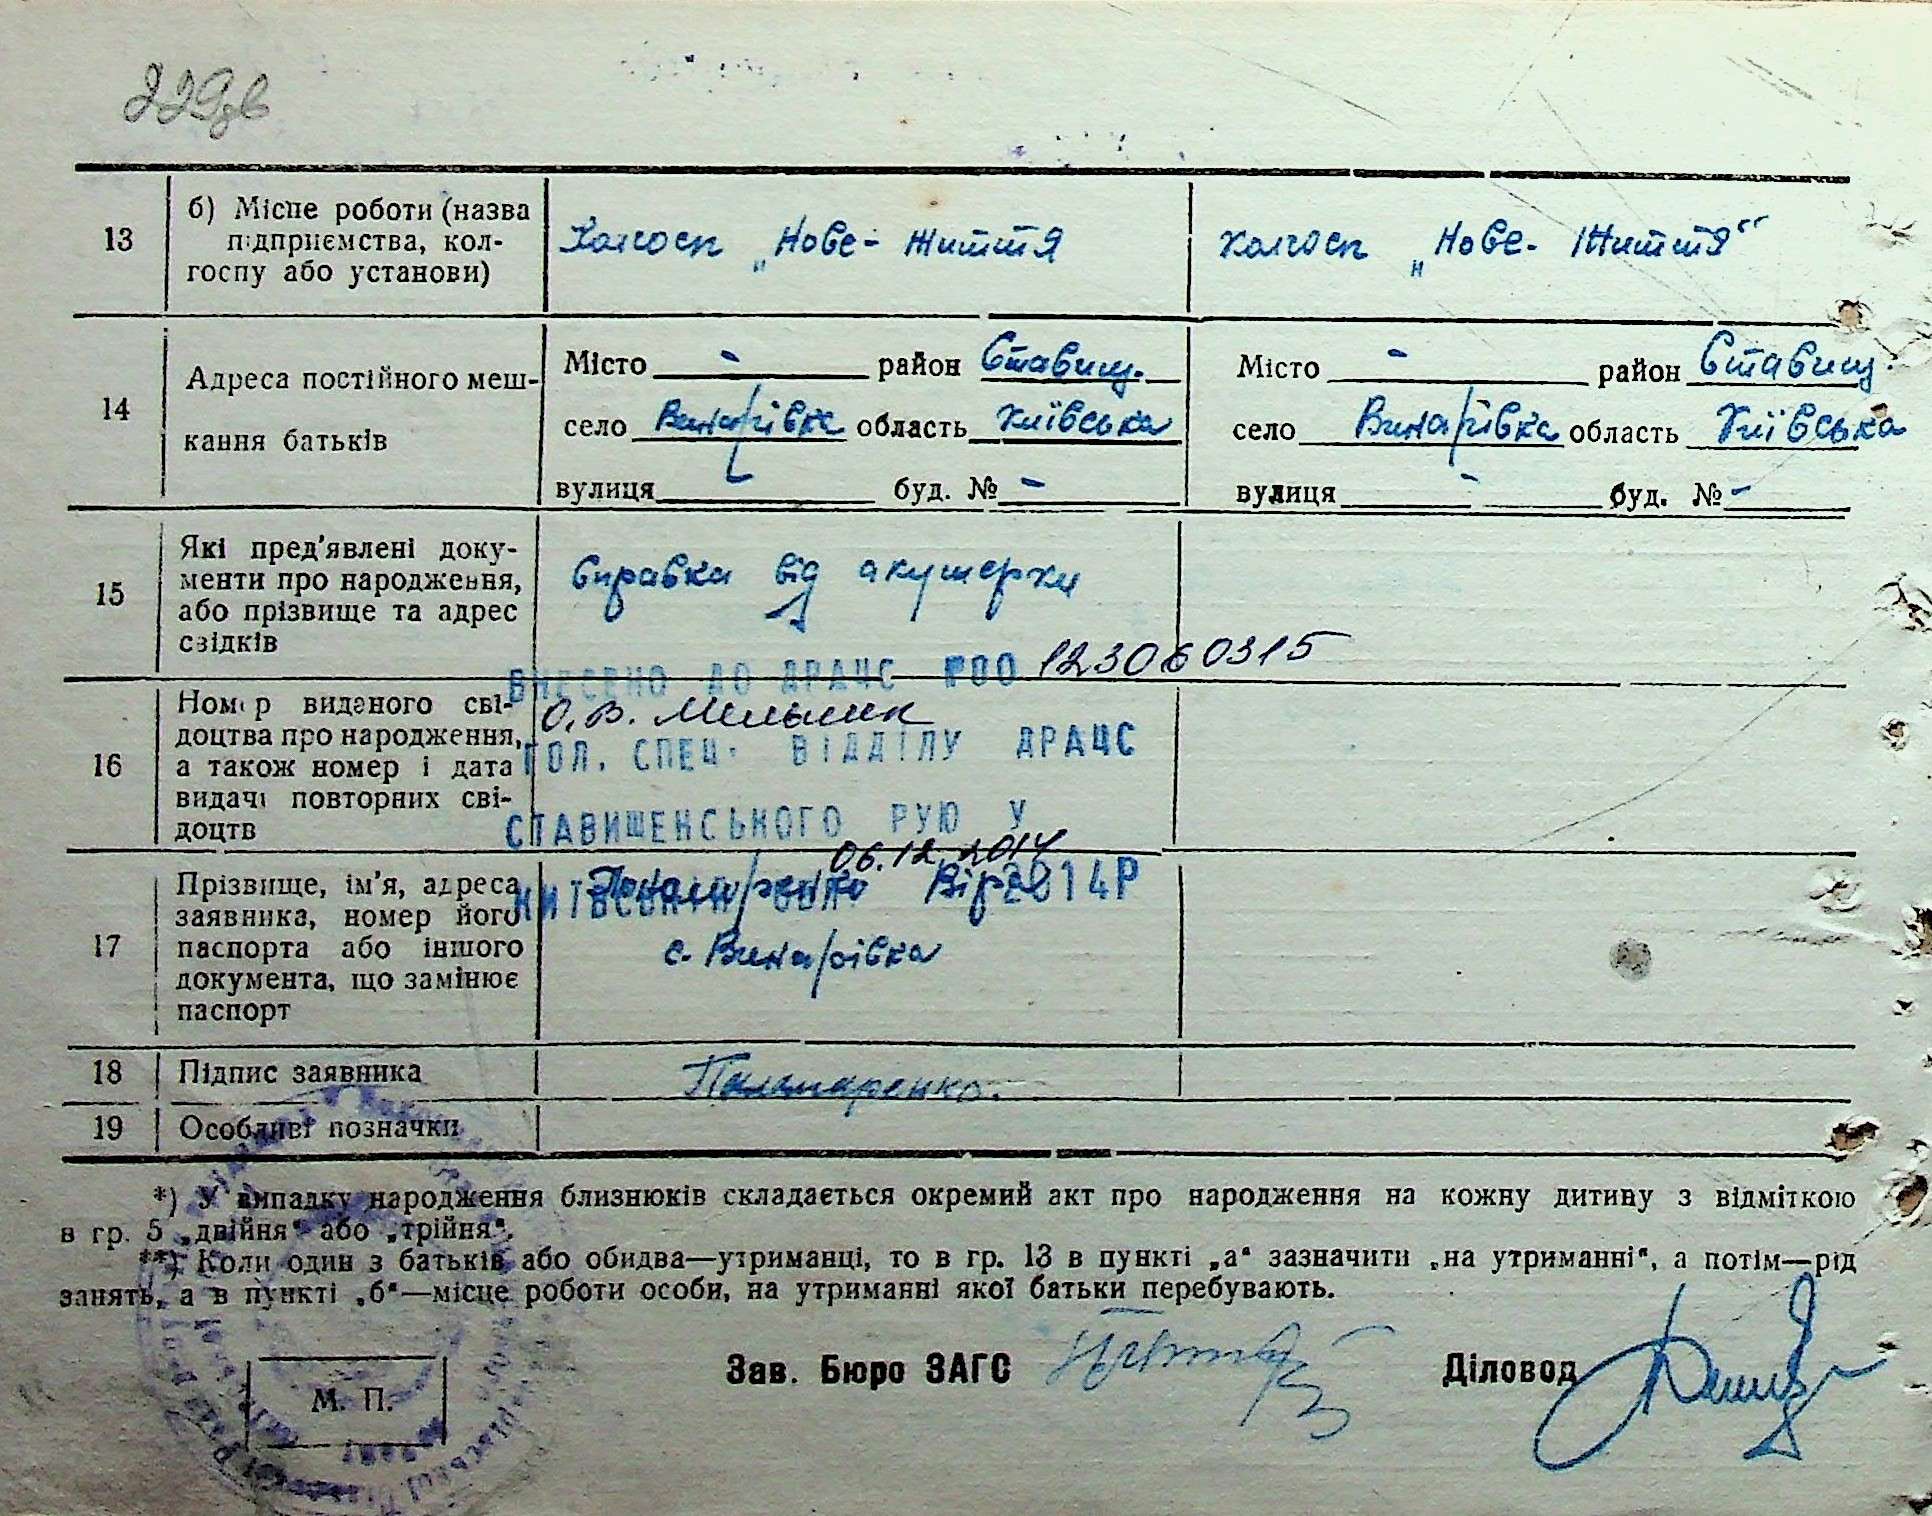 229зв
13
б) Місце роботи (назва
підприємства, кол-
госпу або установи)
Колгосп „Нове - Життя
колгосп „Нове - Життя“
14
Адреса постійного меш-
кання батьків
Місто - район Ставищ.
село Винарівка область Київська
вулиця - буд. № -
Місто - район Ставищ.
село Винарівка область Київська
вулиця - буд. № -
15
Які пред'явлені доку-
менти про народження,
або прізвище та адрес
свідків
Справка від акушерки
ВНЕСЕНО ДО ДРАЦС №00 123060315
16
Номер виданого сві-
доцтва про народження,
а також номер і дата
видачі повторних сві-
доцтв
О.В. Мельник
ГОЛ. СПЕЦ. ВІДДІЛУ ДРАЦС
СТАВИЩЕНСЬКОГО РУЮ У
06.12.2014
КИЇВСЬКІЙ ОБЛ. 2014Р
17
Прізвище, ім'я, адреса
заявника, номер його
паспорта або іншого
документа, що замінює
паспорт
Паламаренко Віра
с. Винарівка
18
Підпис заявника
Паламаренко.
19
Особливі позначки
*) У випадку народження близнюків складається окремий акт про народження на кожну дитину з відміткою
в гр. 5 „двійня“ або „трійня“.
**) Коли один з батьків або обидва—утриманці, то в гр. 13 в пункті „а“ зазначити „на утриманні“, а потім—рід
занять, а в пункті „б“—місце роботи особи, на утриманні якої батьки перебувають.
М. П.
Зав. Бюро ЗАГС
Діловод